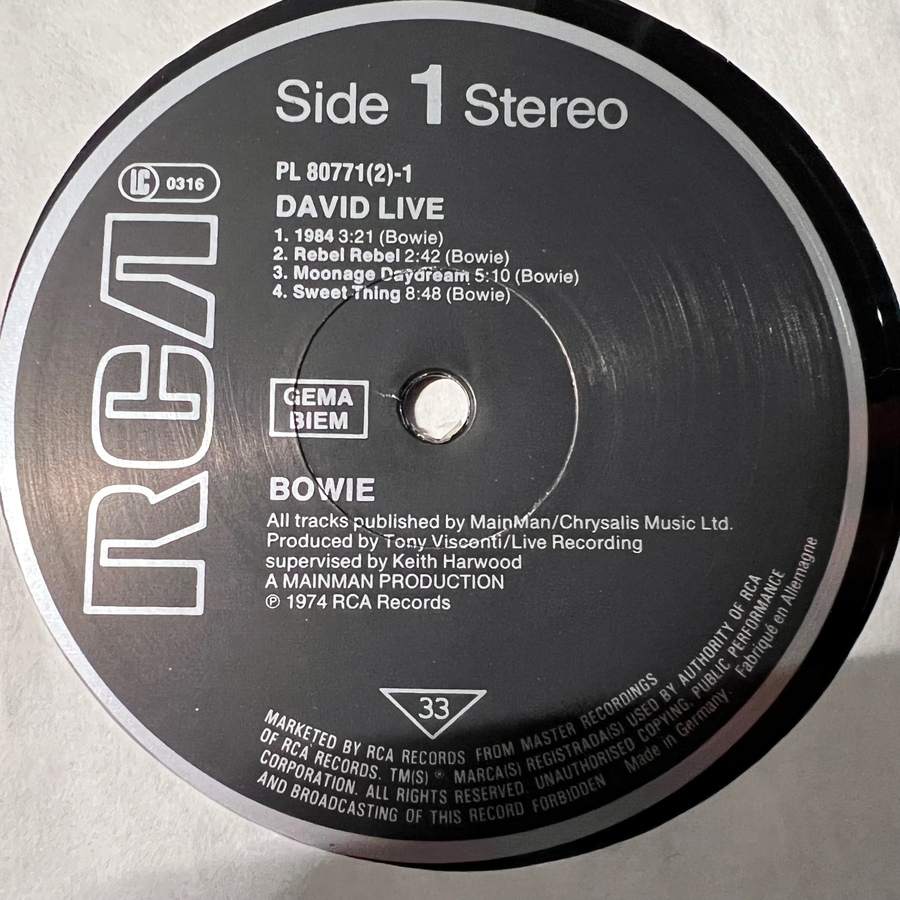 Side 1 Stereo
LC 0316
PL 80771(2)-1
DAVID LIVE
1. 1984 3:21 (Bowie)
2. Rebel Rebel 2:42 (Bowie)
3. Moonage Daydream 5:10 (Bowie)
4. Sweet Thing 8:48 (Bowie)
RCA
GEMA
BIEM
BOWIE
All tracks published by MainMan/Chrysalis Music Ltd.
Produced by Tony Visconti/Live Recording
supervised by Keith Harwood
A MAINMAN PRODUCTION
℗ 1974 RCA Records
33
MARKETED BY RCA RECORDS. FROM MASTER RECORDINGS
OF RCA RECORDS. TM(S) ® MARCA(S) REGISTRADA(S) USED BY AUTHORITY OF RCA
CORPORATION. ALL RIGHTS RESERVED. UNAUTHORISED COPYING, PUBLIC PERFORMANCE
AND BROADCASTING OF THIS RECORD FORBIDDEN Made in Germany. Fabriqué en Allemagne